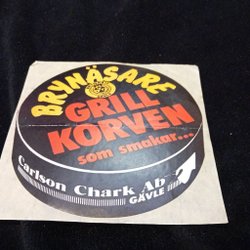 BRYNÄSARE
GRILL
KORVEN
som smakar...
Carlson Chark Ab
GÄVLE